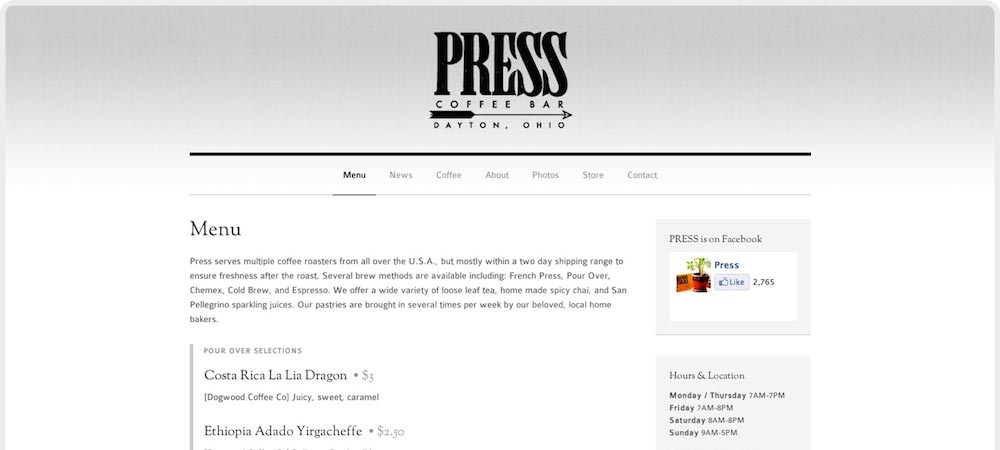 PRESS
COFFEE BAR
DAYTON, OHIO
Menu News Coffee About Photos Store Contact
Menu
Press serves multiple coffee roasters from all over the U.S.A., but mostly within a two day shipping range to
ensure freshness after the roast. Several brew methods are available including: French Press, Pour Over,
Chemex, Cold Brew, and Espresso. We offer a wide variety of loose leaf tea, home made spicy chai, and San
Pellegrino sparkling juices. Our pastries are brought in several times per week by our beloved, local home
bakers.
POUR OVER SELECTIONS
Costa Rica La Lia Dragon • $3
[Dogwood Coffee Co] Juicy, sweet, caramel
Ethiopia Adado Yirgacheffe • $2.50
PRESS is on Facebook
Press
Like 2,765
Hours & Location
Monday / Thursday 7AM-7PM
Friday 7AM-8PM
Saturday 8AM-8PM
Sunday 9AM-5PM